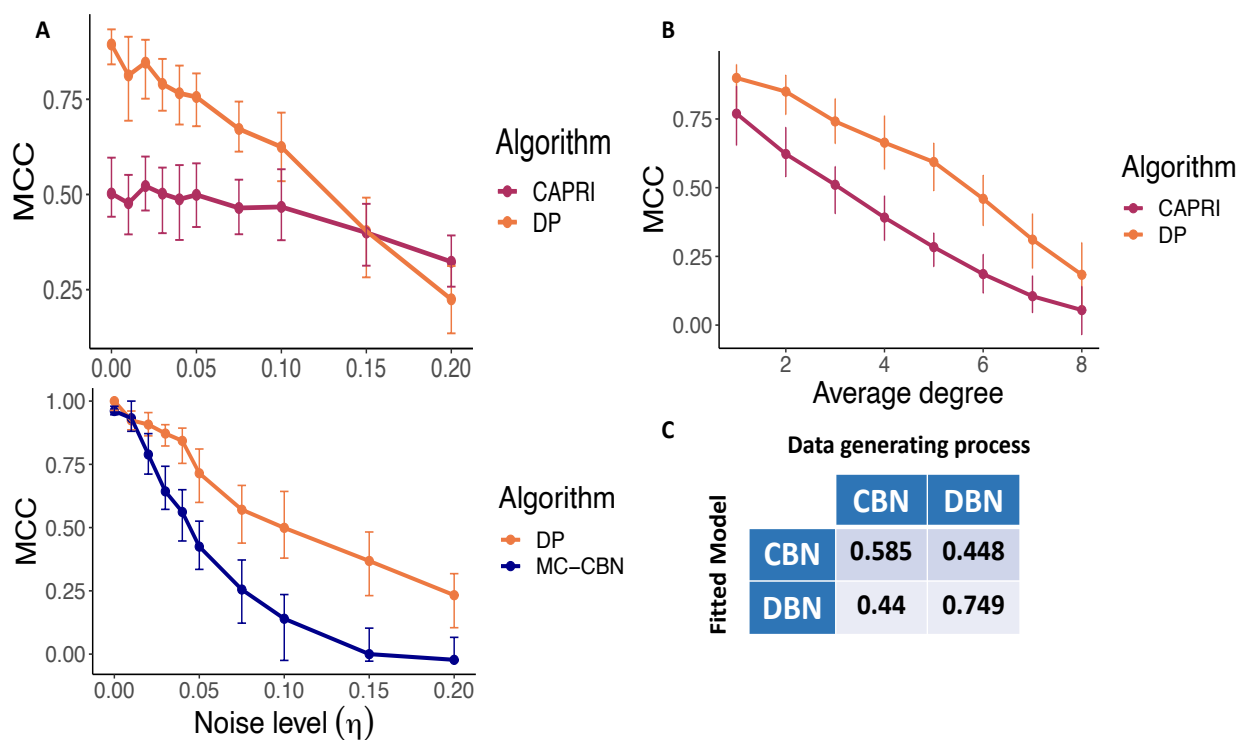 A
MCC
0.75
0.50
0.25
0.00
0.05
0.10
0.15
0.20
Algorithm
CAPRI
DP
B
MCC
0.75
0.50
0.25
0.00
2
4
6
8
Average degree
Algorithm
CAPRI
DP
MCC
1.00
0.75
0.50
0.25
0.00
0.00
0.05
0.10
0.15
0.20
Noise level (η)
Algorithm
DP
MC−CBN
C
Data generating process
Fitted Model
CBN DBN
CBN 0.585 0.448
DBN 0.44 0.749